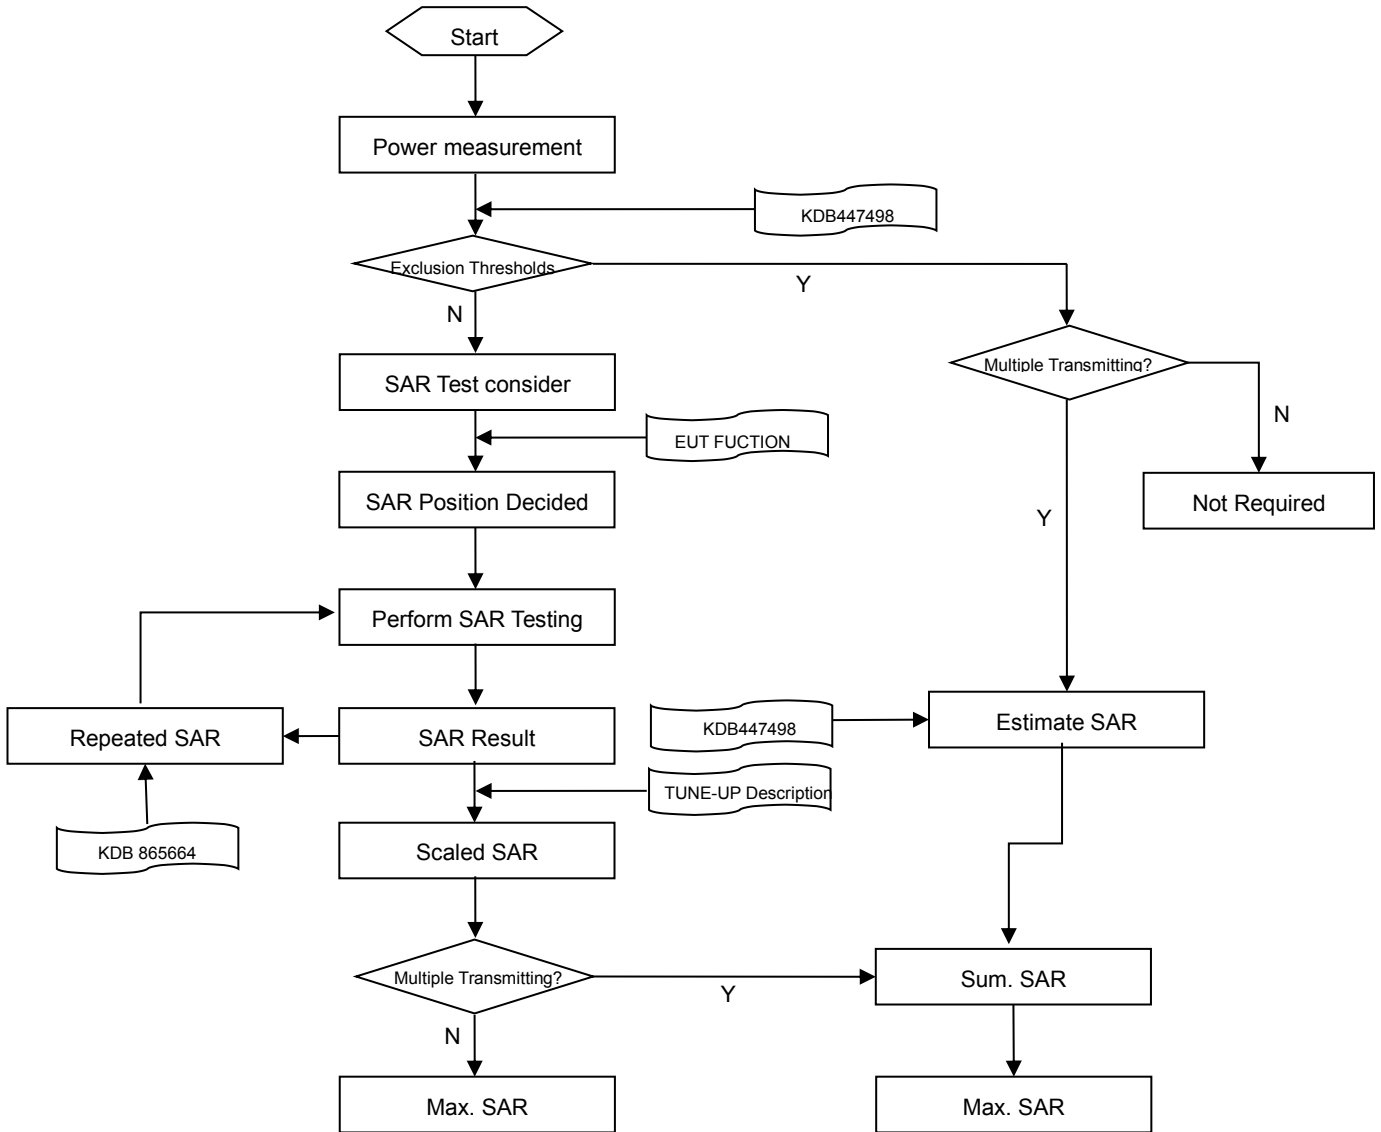 Start
Power measurement
KDB447498
Exclusion Thresholds
Y
N
Multiple Transmitting?
SAR Test consider
N
EUT FUCTION
SAR Position Decided
Not Required
Y
Perform SAR Testing
Repeated SAR
SAR Result
KDB447498
Estimate SAR
TUNE-UP Description
KDB 865664
Scaled SAR
Multiple Transmitting?
Y
Sum. SAR
N
Max. SAR
Max. SAR